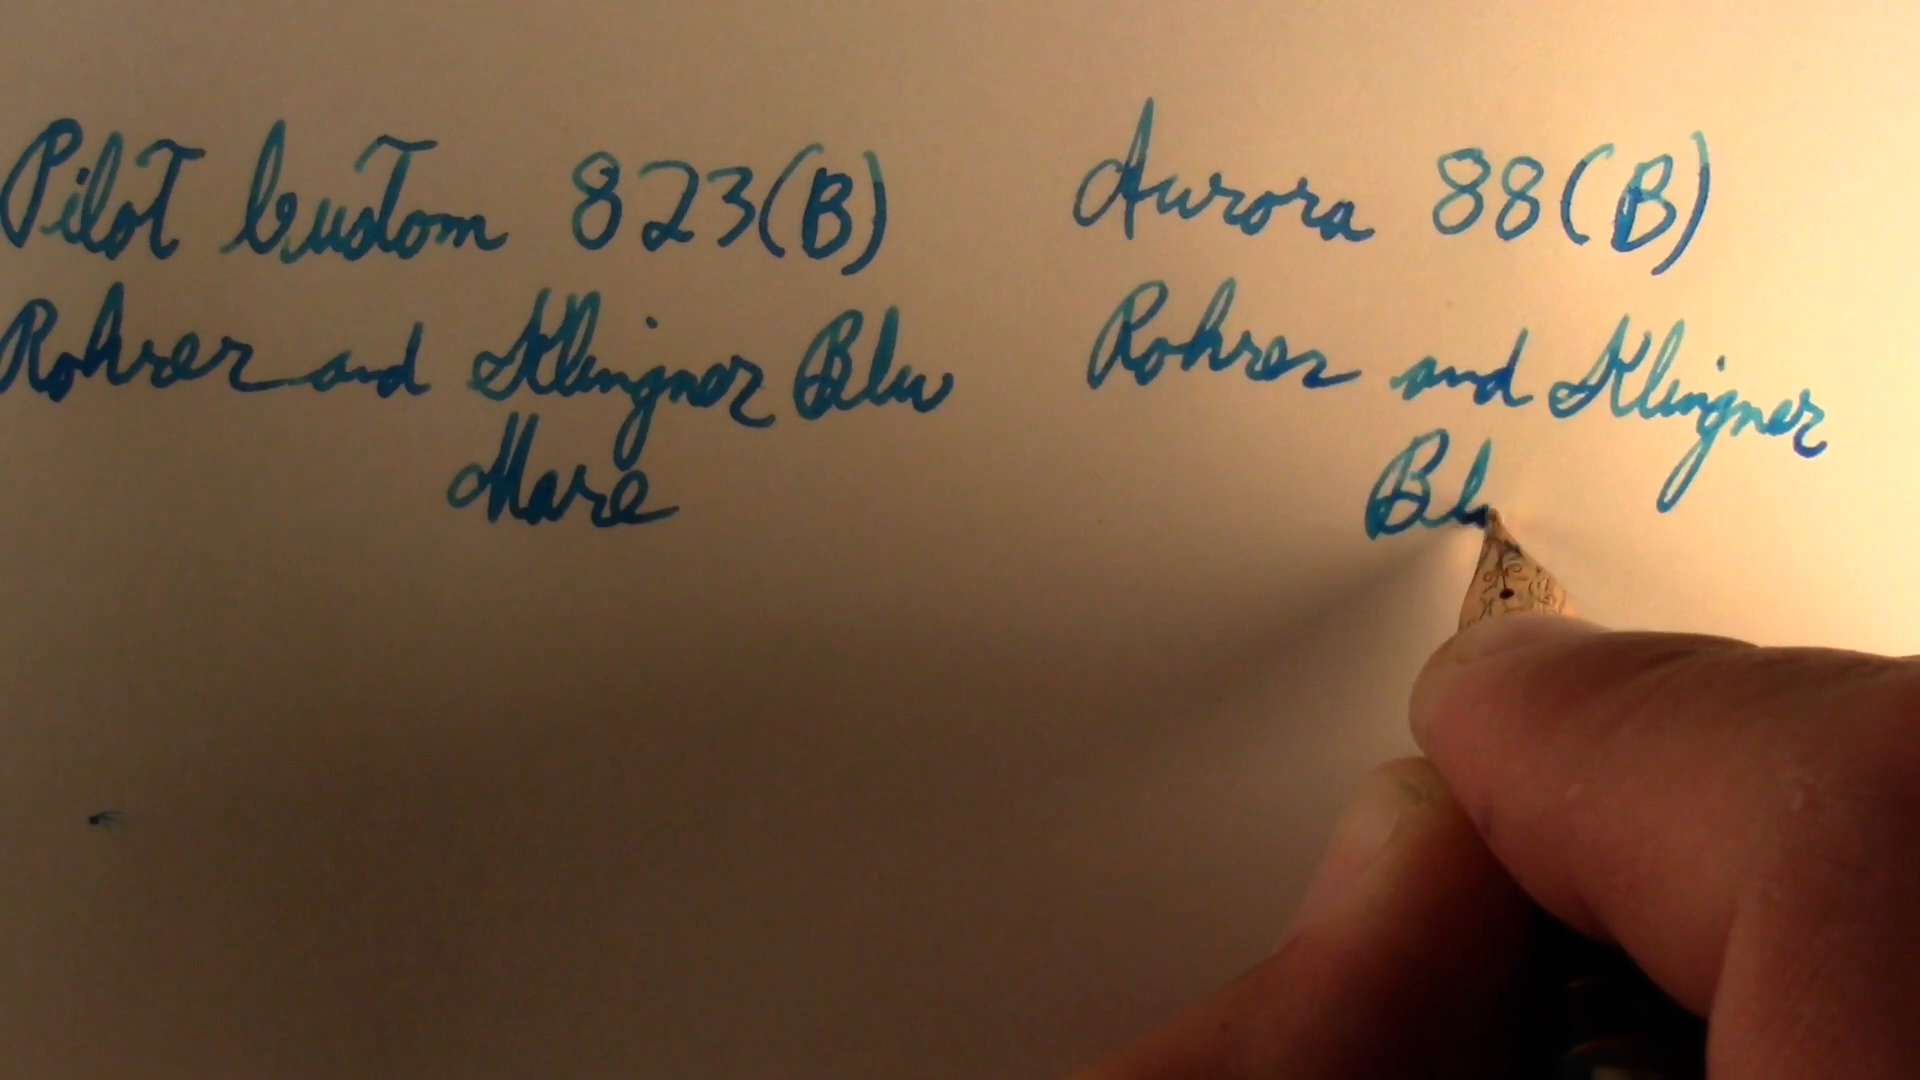 Pilot Custom 823(B)
Rohrer and Klingner Blu
Mare
Aurora 88(B)
Rohrer and Klingner
Blu